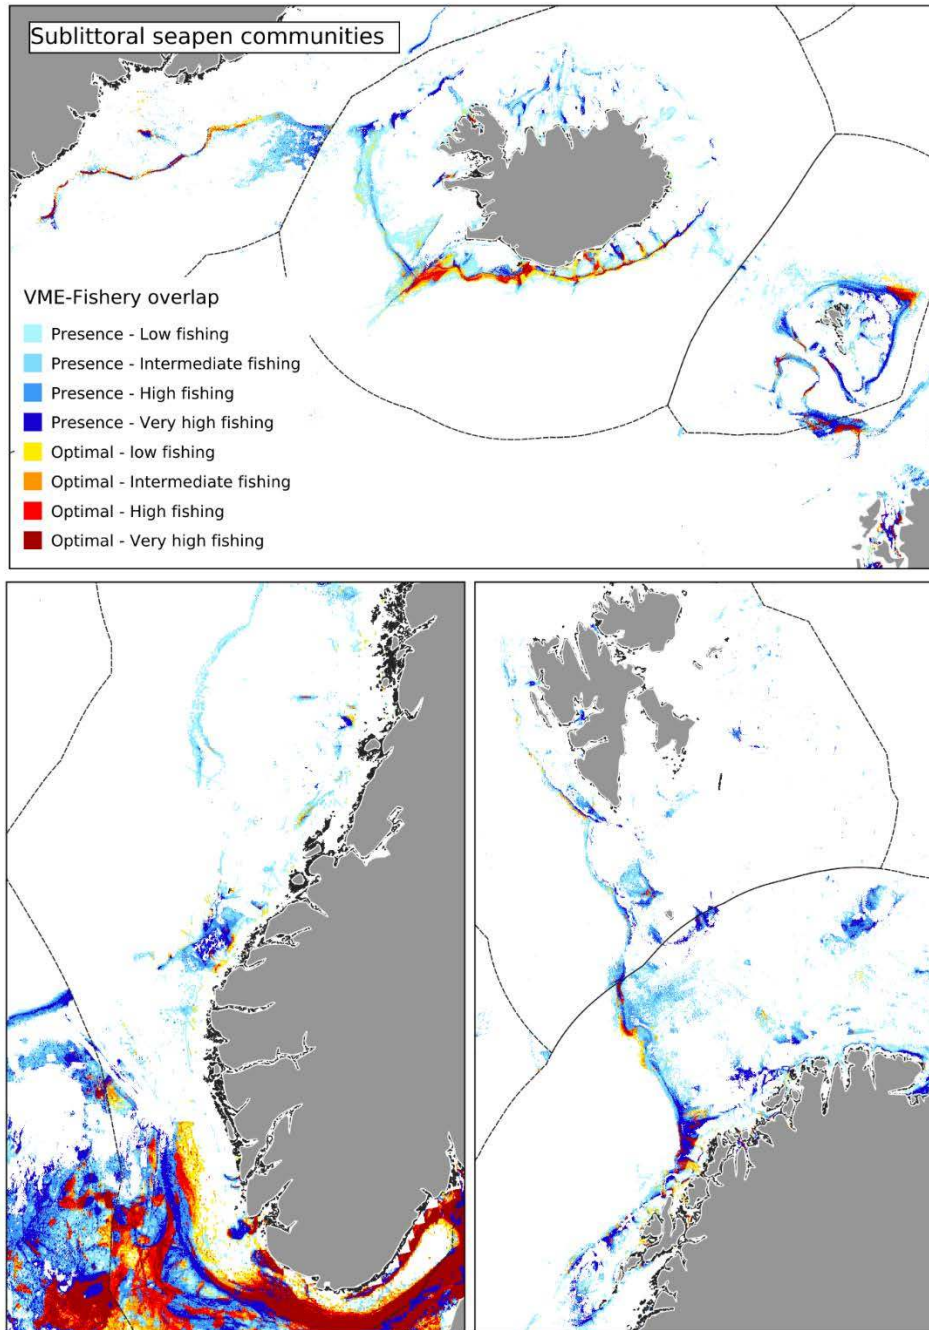 Sublittoral seapen communities
VME-Fishery overlap
Presence - Low fishing
Presence - Intermediate fishing
Presence - High fishing
Presence - Very high fishing
Optimal - low fishing
Optimal - Intermediate fishing
Optimal - High fishing
Optimal - Very high fishing